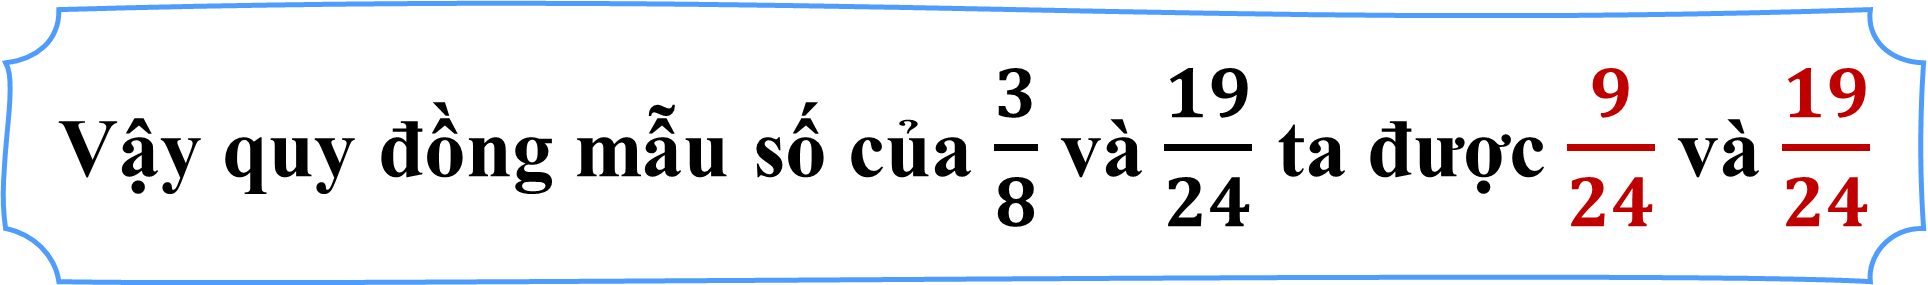 Vậy quy đồng mẫu số của 3/8 và 19/24 ta được 9/24 và 19/24